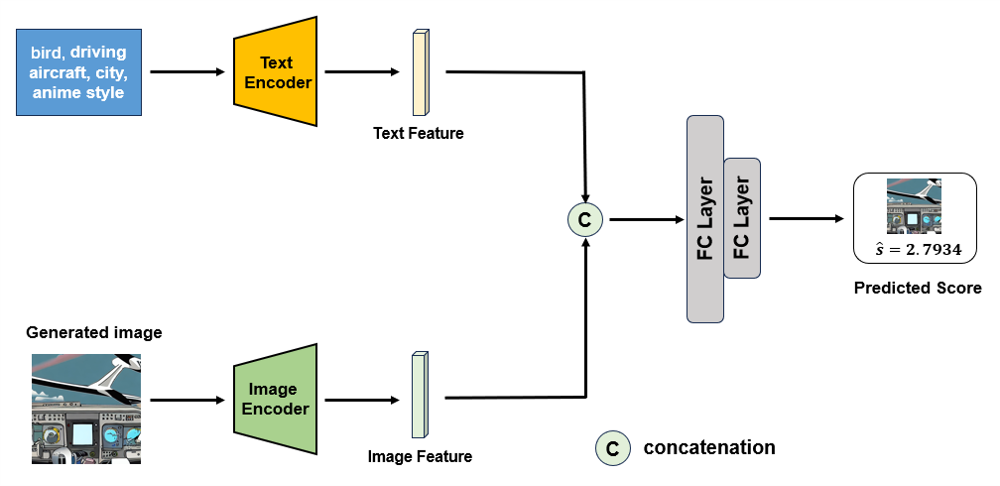 bird, driving
aircraft, city,
anime style
Text
Encoder
Text Feature
C
FC Layer
FC Layer
ŝ = 2.7934
Predicted Score
Generated image
Image
Encoder
Image Feature
C concatenation